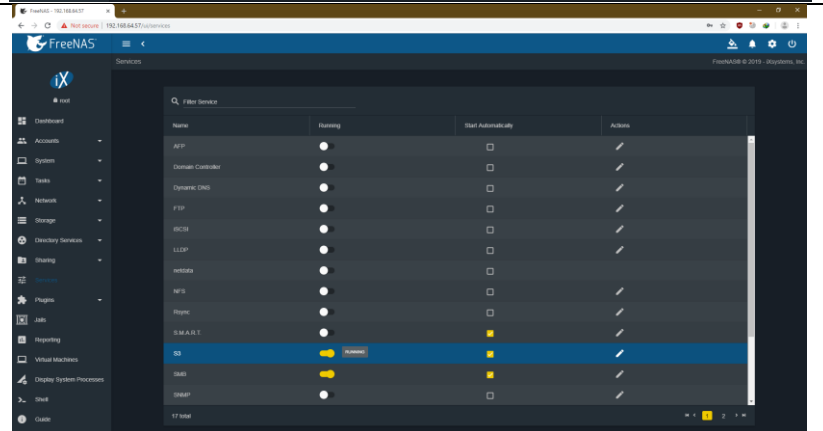 FreeNAS - 192.168.64.57
Not secure | 192.168.64.57/ui/services
FreeNAS
Services
FreeNAS® © 2019 - iXsystems, Inc.
iX
root
Dashboard
Accounts
System
Tasks
Network
Storage
Directory Services
Sharing
Services
Plugins
Jails
Reporting
Virtual Machines
Display System Processes
Shell
Guide
Filter Service
Name Running Start Automatically Actions
AFP
Domain Controller
Dynamic DNS
FTP
iSCSI
LLDP
netdata
NFS
Rsync
S.M.A.R.T.
S3 RUNNING
SMB
SNMP
17 total 1 2